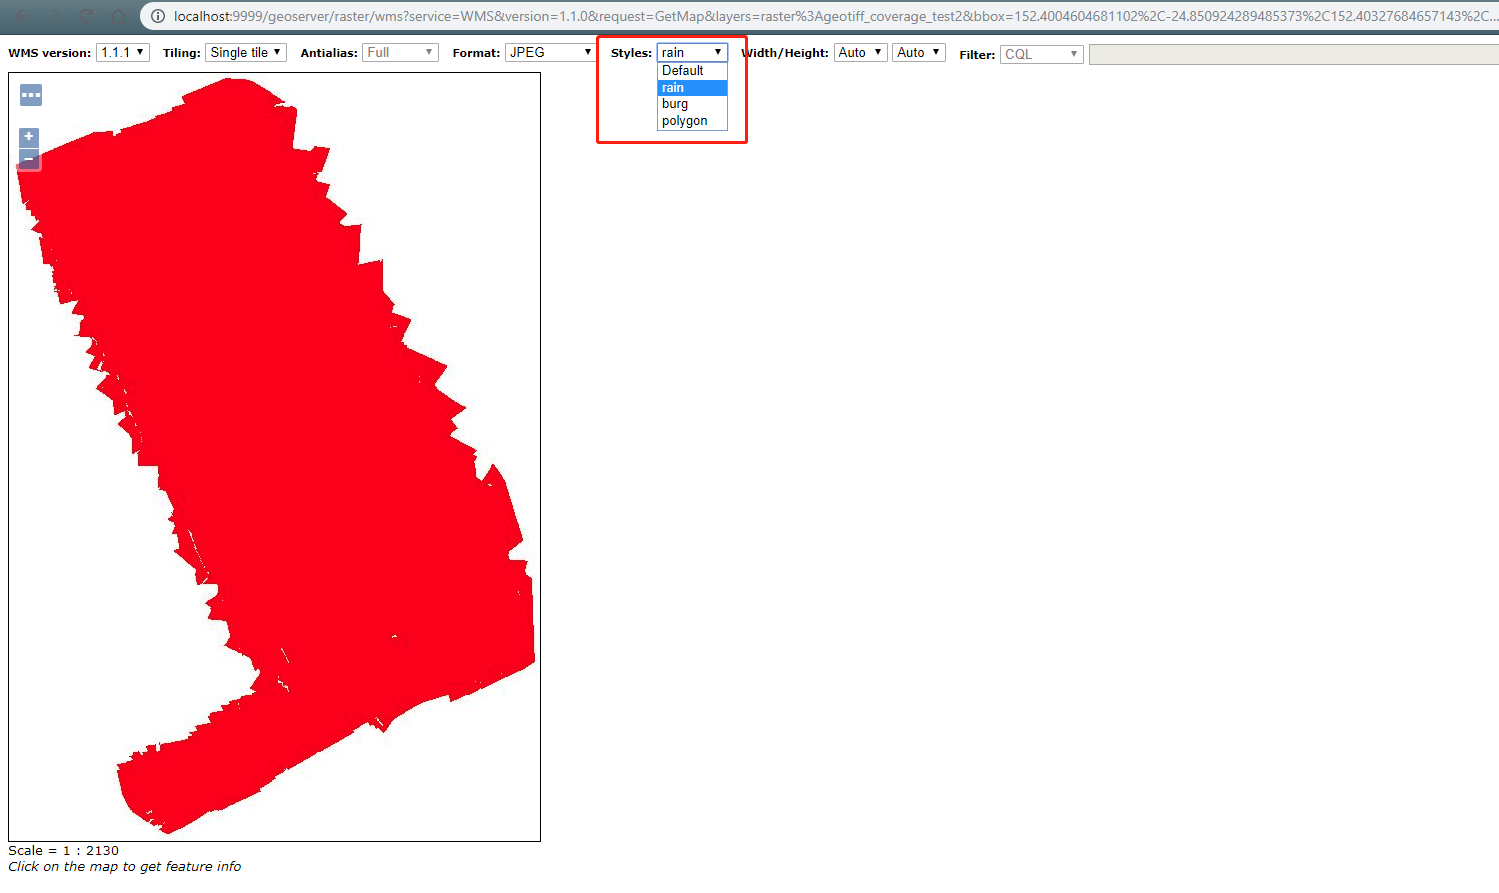 localhost:9999/geoserver/raster/wms?service=WMS&version=1.1.0&request=GetMap&layers=raster%3Ageotiff_coverage_test2&bbox=152.4004604681102%2C-24.850924289485373%2C152.40327684657143%2C...
WMS version: 1.1.1 Tiling: Single tile Antialias: Full Format: JPEG Styles: rain Width/Height: Auto Auto Filter: CQL
Default
rain
burg
polygon
+
−
Scale = 1 : 2130
Click on the map to get feature info